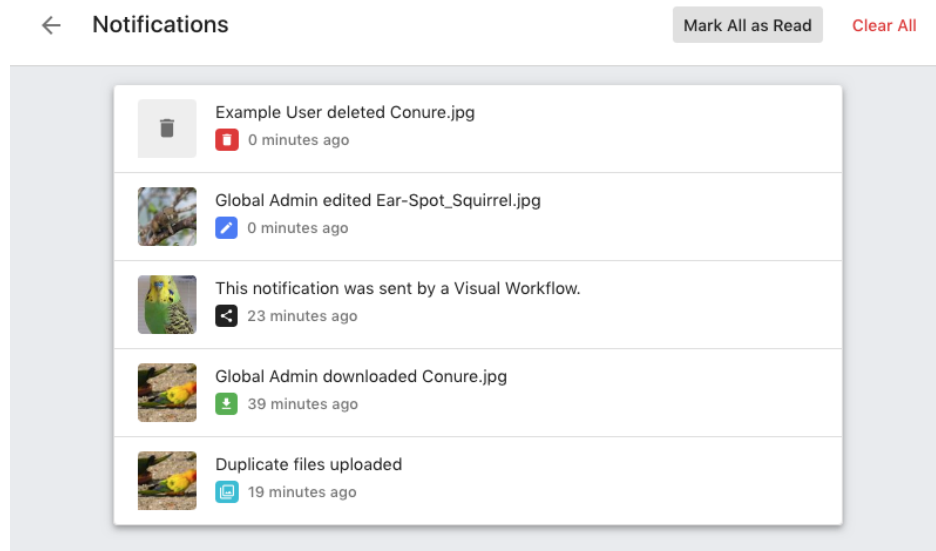 Notifications
Mark All as Read
Clear All
Example User deleted Conure.jpg
0 minutes ago
Global Admin edited Ear-Spot_Squirrel.jpg
0 minutes ago
This notification was sent by a Visual Workflow.
23 minutes ago
Global Admin downloaded Conure.jpg
39 minutes ago
Duplicate files uploaded
19 minutes ago